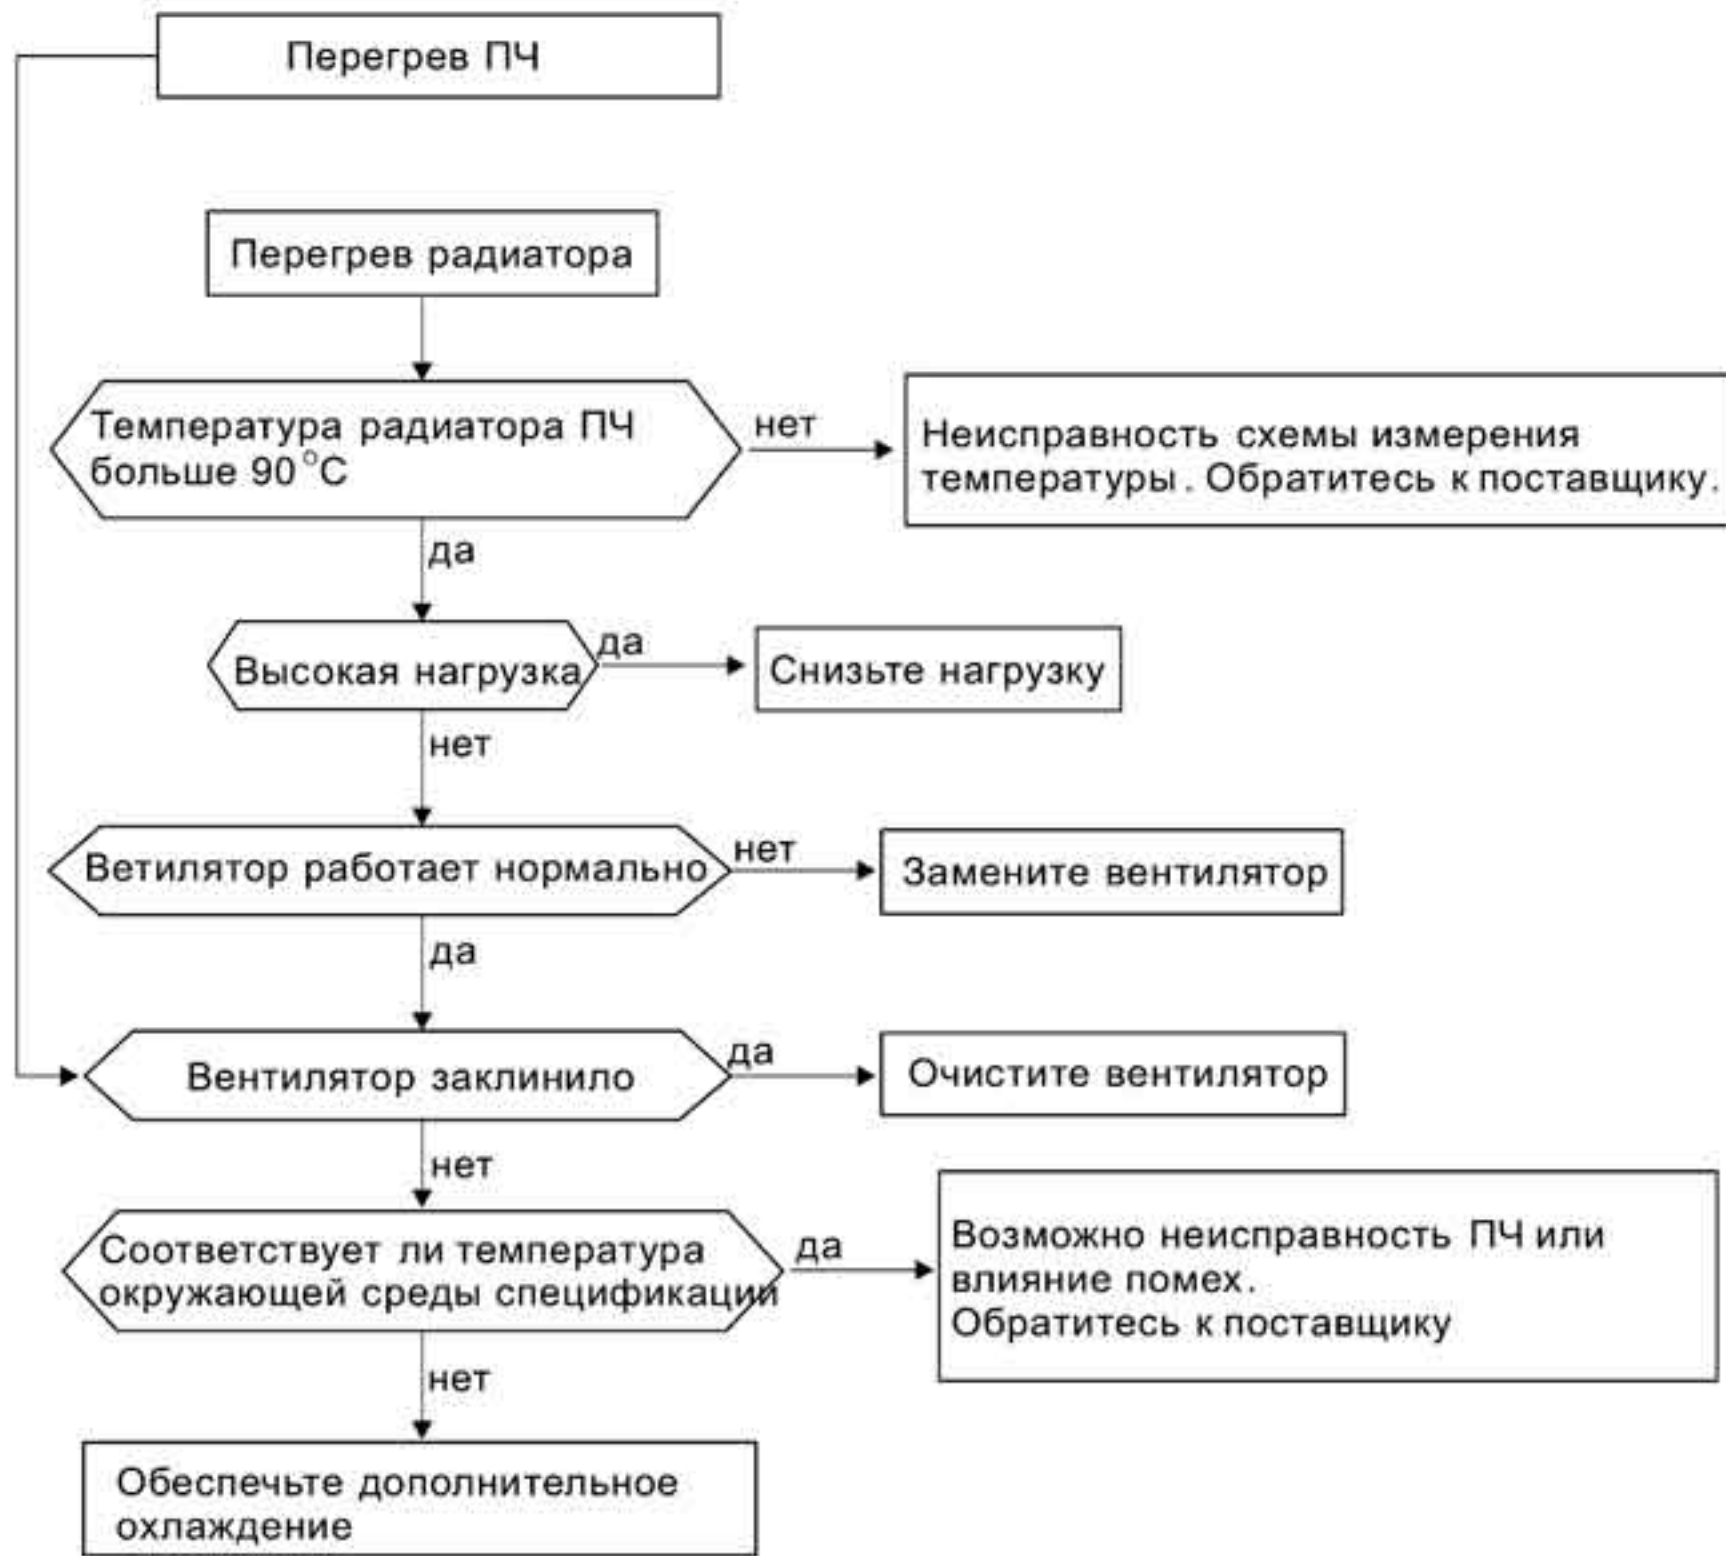 Перегрев ПЧ
Перегрев радиатора
Температура радиатора ПЧ
больше 90 °C
нет
Неисправность схемы измерения
температуры. Обратитесь к поставщику.
да
Высокая нагрузка
да
Снизьте нагрузку
нет
Ветилятор работает нормально
нет
Замените вентилятор
да
Вентилятор заклинило
да
Очистите вентилятор
нет
Соответствует ли температура
окружающей среды спецификации
да
Возможно неисправность ПЧ или
влияние помех.
Обратитесь к поставщику
нет
Обеспечьте дополнительное
охлаждение